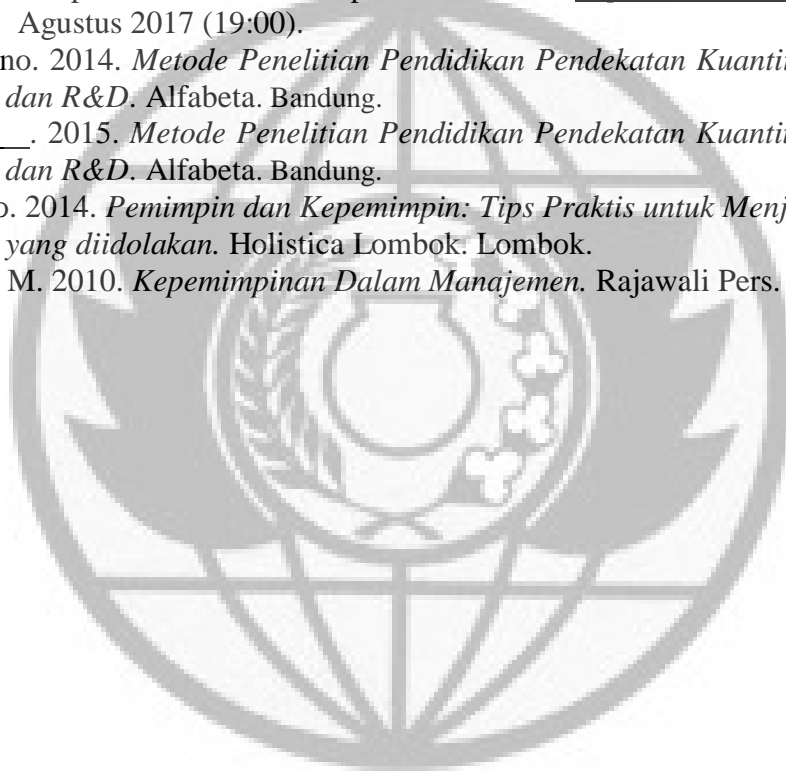 Agustus 2017 (19:00).
no. 2014. Metode Penelitian Pendidikan Pendekatan Kuanti
dan R&D. Alfabeta. Bandung.
__. 2015. Metode Penelitian Pendidikan Pendekatan Kuanti
dan R&D. Alfabeta. Bandung.
o. 2014. Pemimpin dan Kepemimpin: Tips Praktis untuk Menj
yang diidolakan. Holistica Lombok. Lombok.
M. 2010. Kepemimpinan Dalam Manajemen. Rajawali Pers.